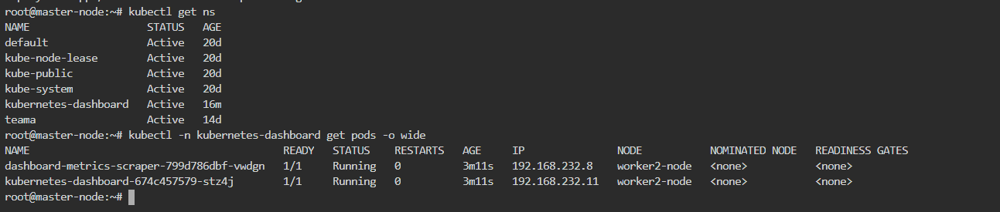 root@master-node:~# kubectl get ns
NAME                   STATUS   AGE
default                Active   20d
kube-node-lease        Active   20d
kube-public            Active   20d
kube-system            Active   20d
kubernetes-dashboard   Active   16m
teama                  Active   14d
root@master-node:~# kubectl -n kubernetes-dashboard get pods -o wide
NAME                                         READY   STATUS    RESTARTS   AGE     IP               NODE           NOMINATED NODE   READINESS GATES
dashboard-metrics-scraper-799d786dbf-vwdgn   1/1     Running   0          3m11s   192.168.232.8    worker2-node   <none>           <none>
kubernetes-dashboard-674c457579-stz4j        1/1     Running   0          3m11s   192.168.232.11   worker2-node   <none>           <none>
root@master-node:~#